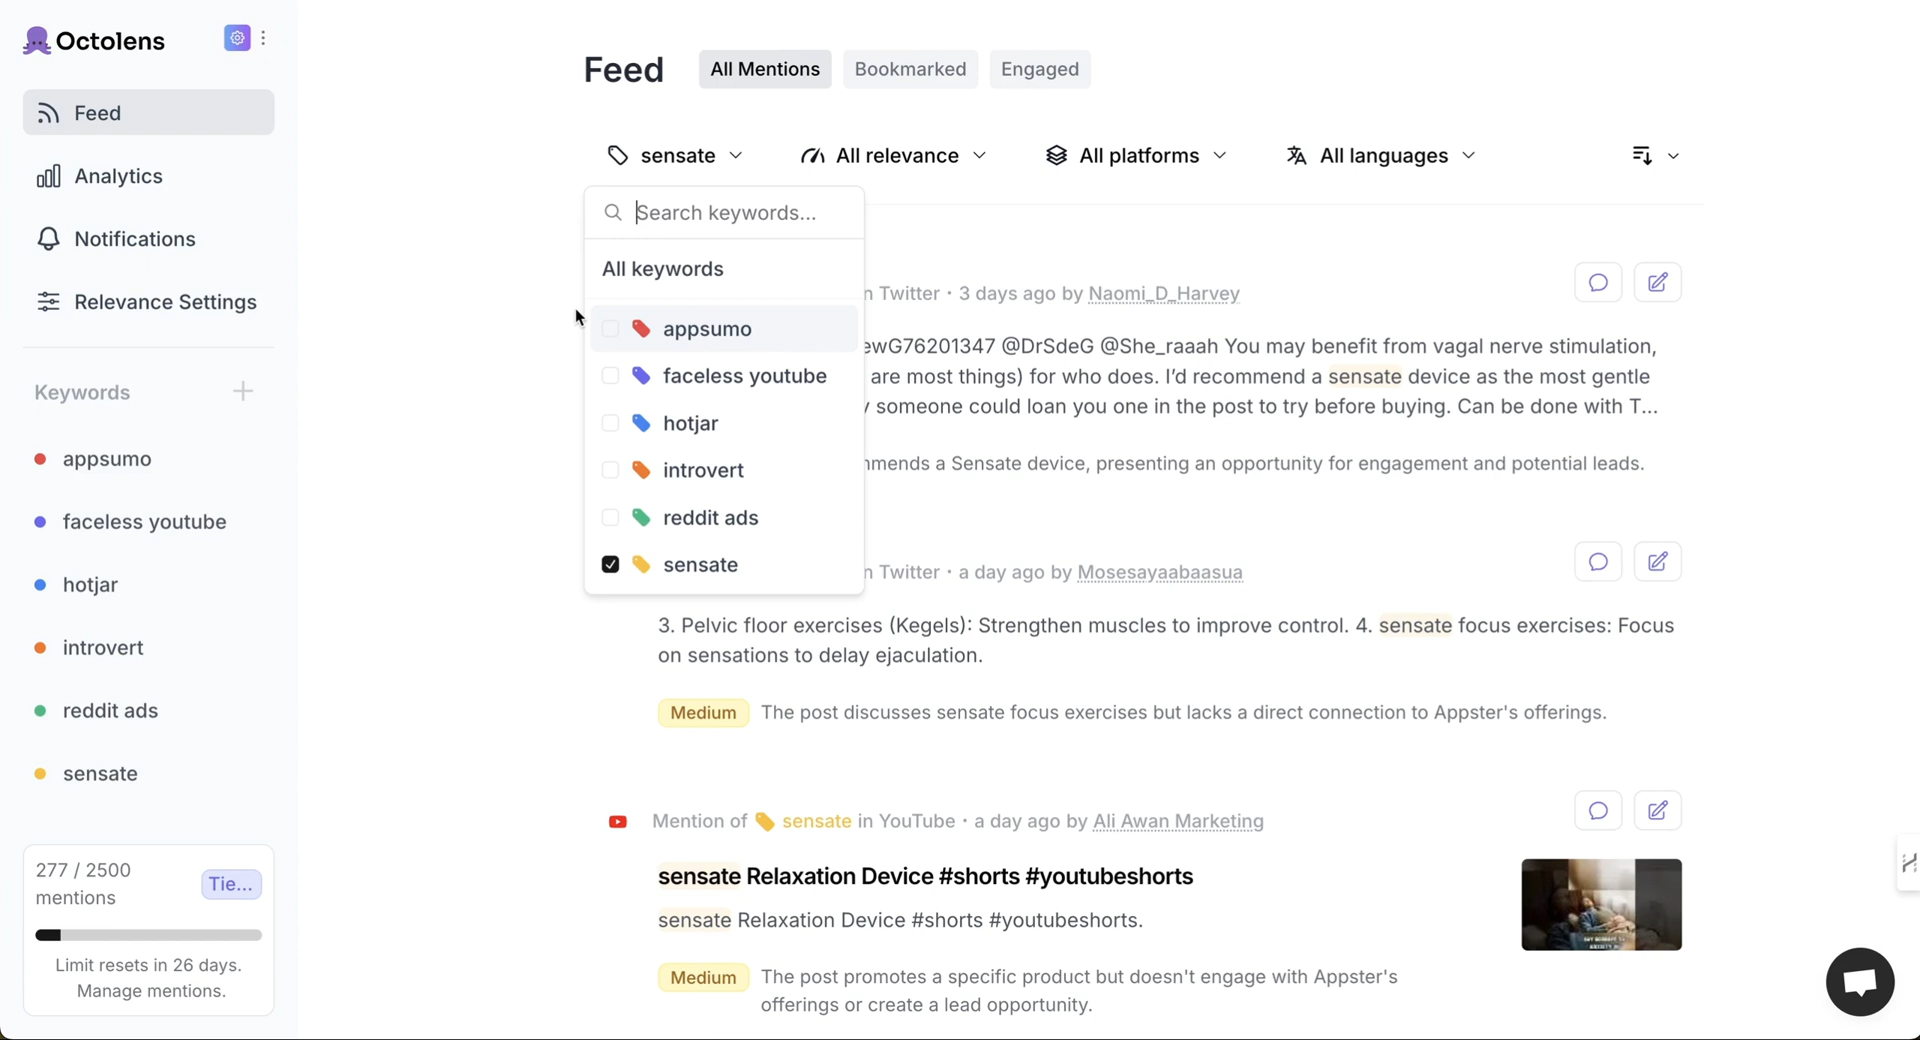 Octolens
Feed
Analytics
Notifications
Relevance Settings
Keywords
appsumo
faceless youtube
hotjar
introvert
reddit ads
sensate
277 / 2500
mentions
Tie...
Limit resets in 26 days.
Manage mentions.
Feed
All Mentions
Bookmarked
Engaged
sensate
All relevance
All platforms
All languages
Search keywords...
All keywords
appsumo
faceless youtube
hotjar
introvert
reddit ads
sensate
n Twitter · 3 days ago by Naomi_D_Harvey
ewG76201347 @DrSdeG @She_raaah You may benefit from vagal nerve stimulation,
are most things) for who does. I’d recommend a sensate device as the most gentle
someone could loan you one in the post to try before buying. Can be done with T...
mends a Sensate device, presenting an opportunity for engagement and potential leads.
n Twitter · a day ago by Mosesayaabaasua
3. Pelvic floor exercises (Kegels): Strengthen muscles to improve control. 4. sensate focus exercises: Focus
on sensations to delay ejaculation.
Medium The post discusses sensate focus exercises but lacks a direct connection to Appster's offerings.
Mention of sensate in YouTube · a day ago by Ali Awan Marketing
sensate Relaxation Device #shorts #youtubeshorts
sensate Relaxation Device #shorts #youtubeshorts.
Medium The post promotes a specific product but doesn't engage with Appster's
offerings or create a lead opportunity.